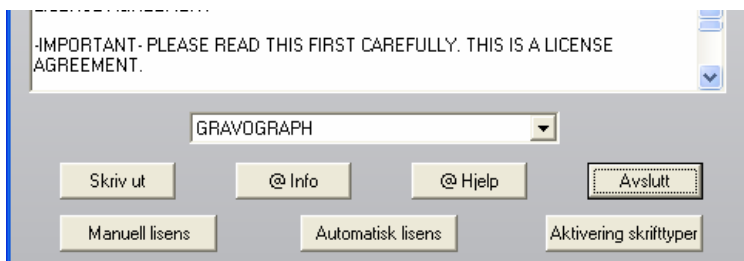 -IMPORTANT- PLEASE READ THIS FIRST CAREFULLY. THIS IS A LICENSE
AGREEMENT.
GRAVOGRAPH
Skriv ut @ Info @ Hjelp Avslutt
Manuell lisens Automatisk lisens Aktivering skrifttyper